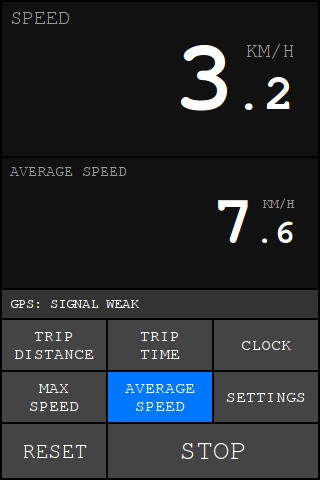 SPEED
KM/H
3.2
AVERAGE SPEED
KM/H
7.6
GPS: SIGNAL WEAK
TRIP
DISTANCE
TRIP
TIME
CLOCK
MAX
SPEED
AVERAGE
SPEED
SETTINGS
RESET
STOP